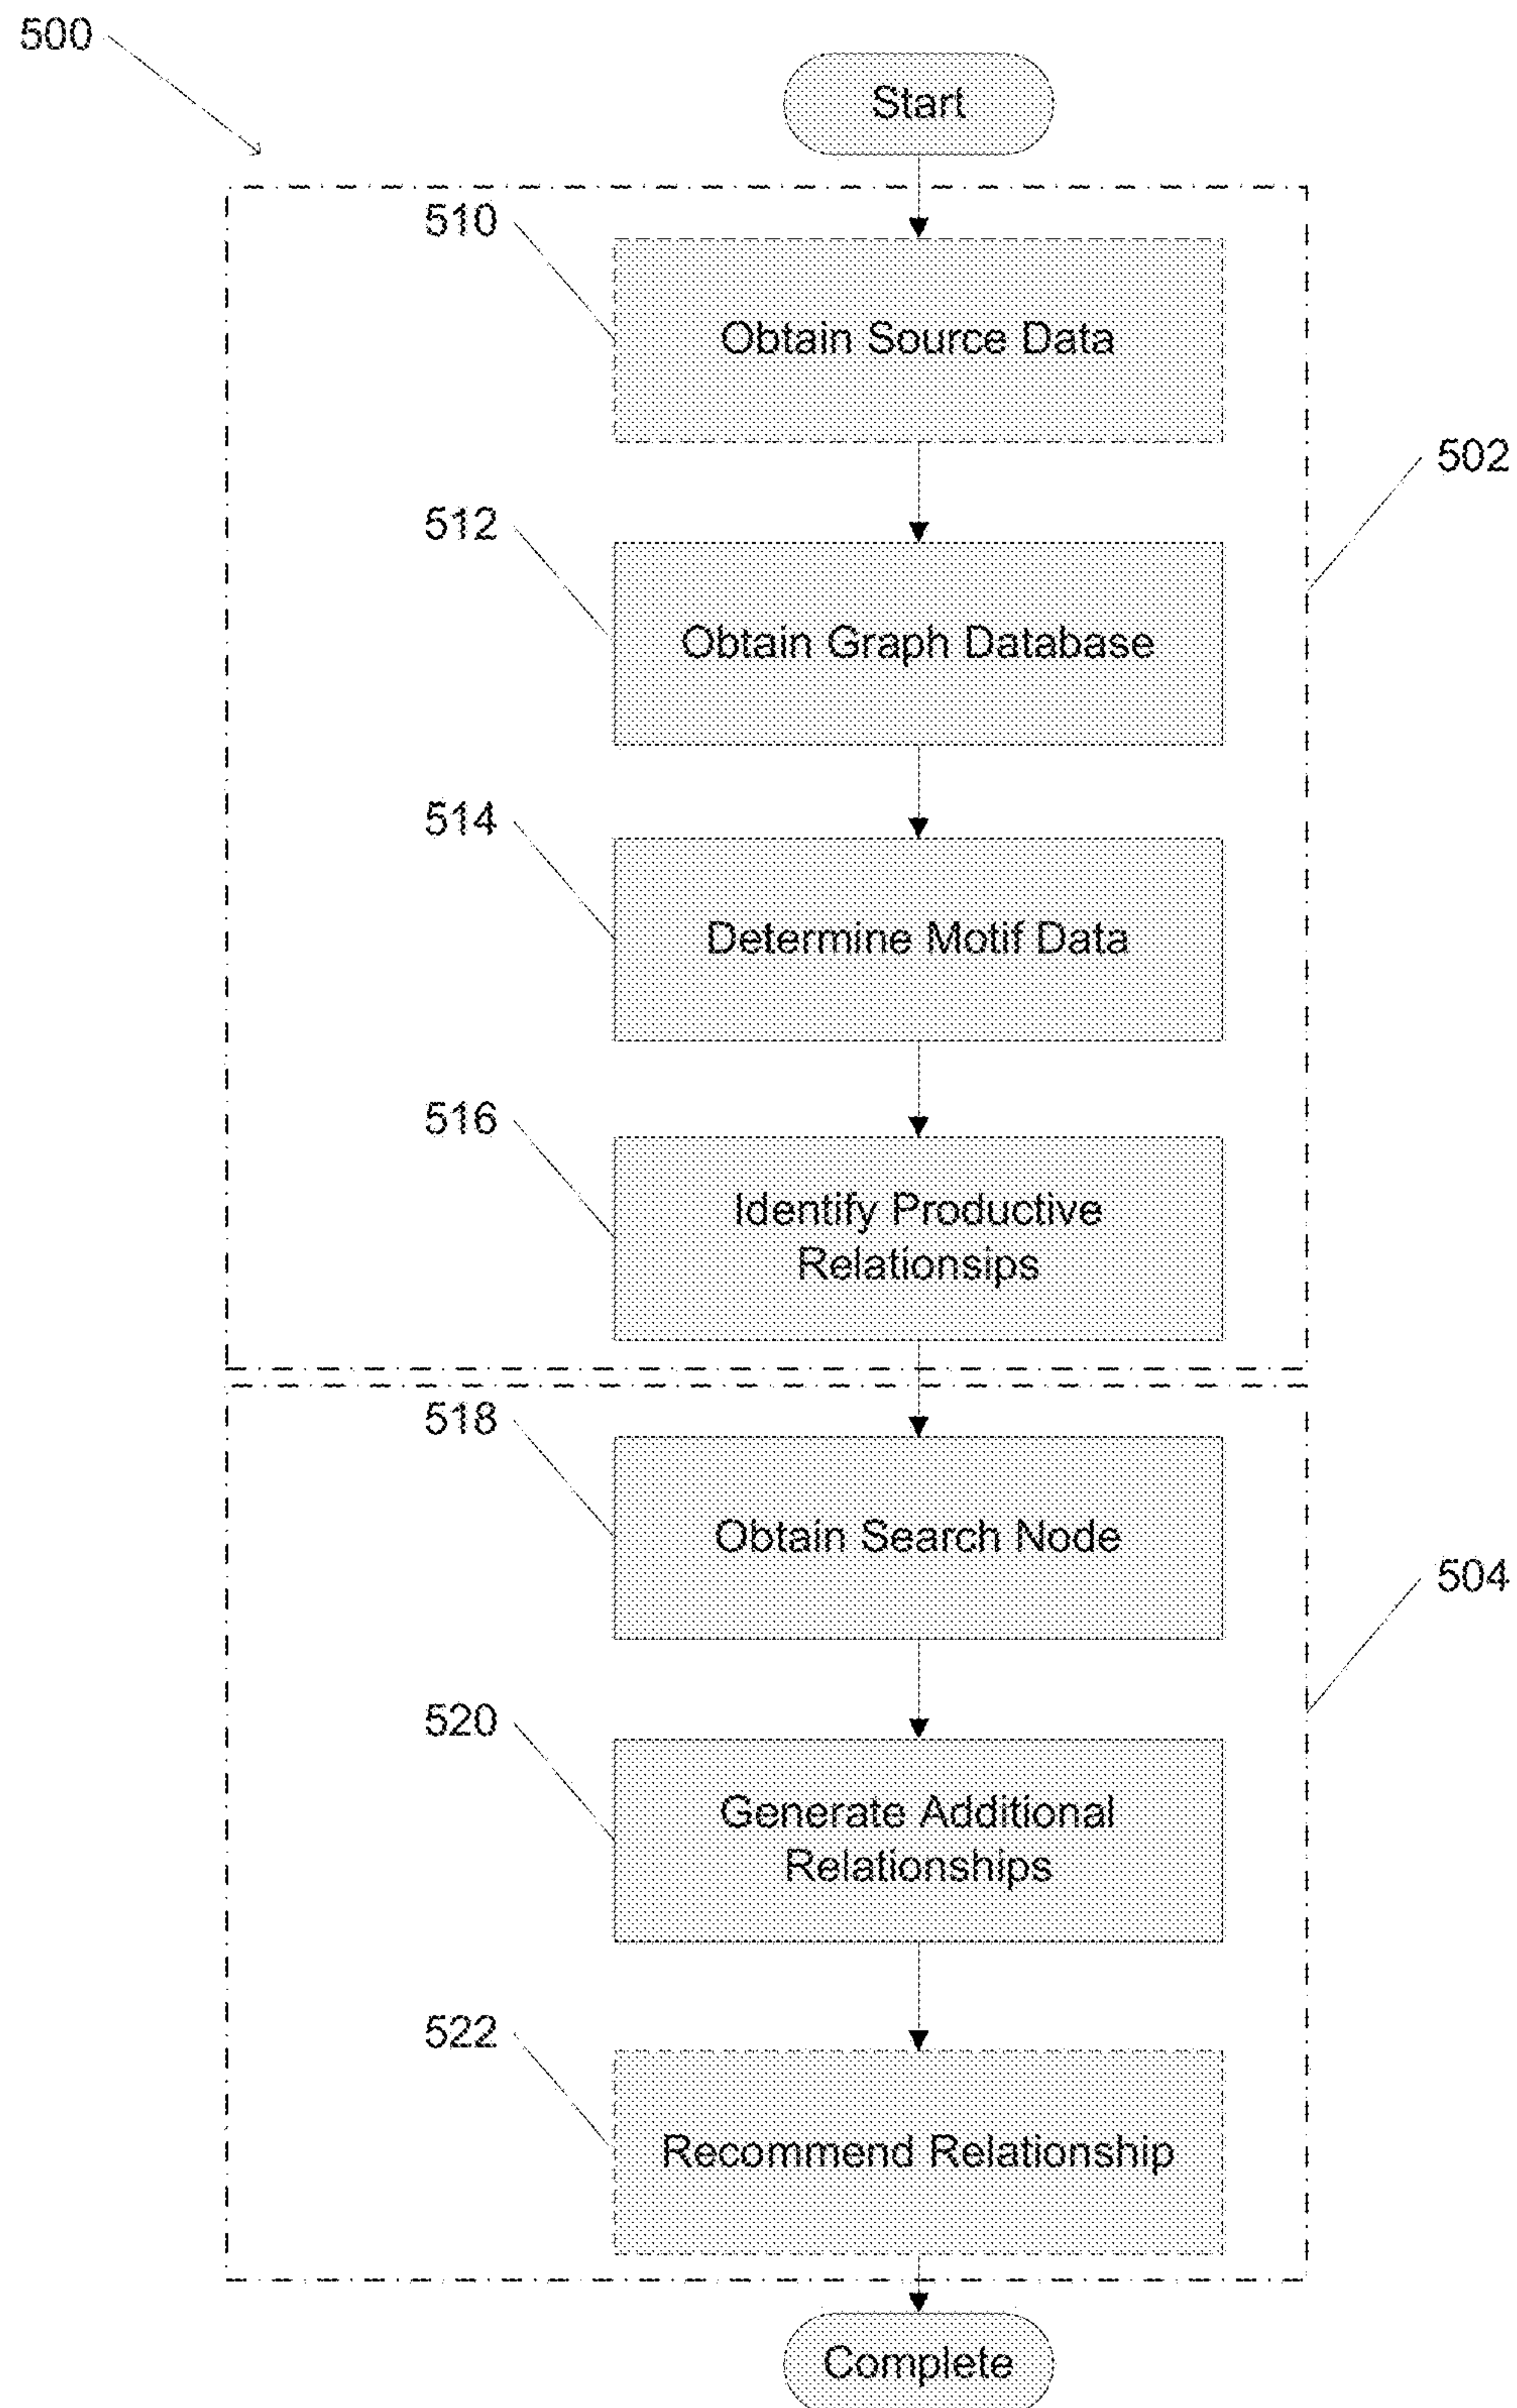 500
Start
510
Obtain Source Data
502
512
Obtain Graph Database
514
Determine Motif Data
516
Identify Productive
Relationsips
518
Obtain Search Node
504
520
Generate Additional
Relationships
522
Recommend Relationship
Complete